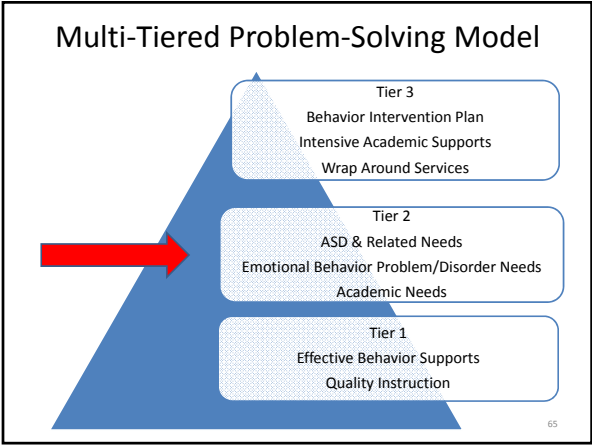 Multi-Tiered Problem-Solving Model
Tier 3
Behavior Intervention Plan
Intensive Academic Supports
Wrap Around Services
Tier 2
ASD & Related Needs
Emotional Behavior Problem/Disorder Needs
Academic Needs
Tier 1
Effective Behavior Supports
Quality Instruction
65